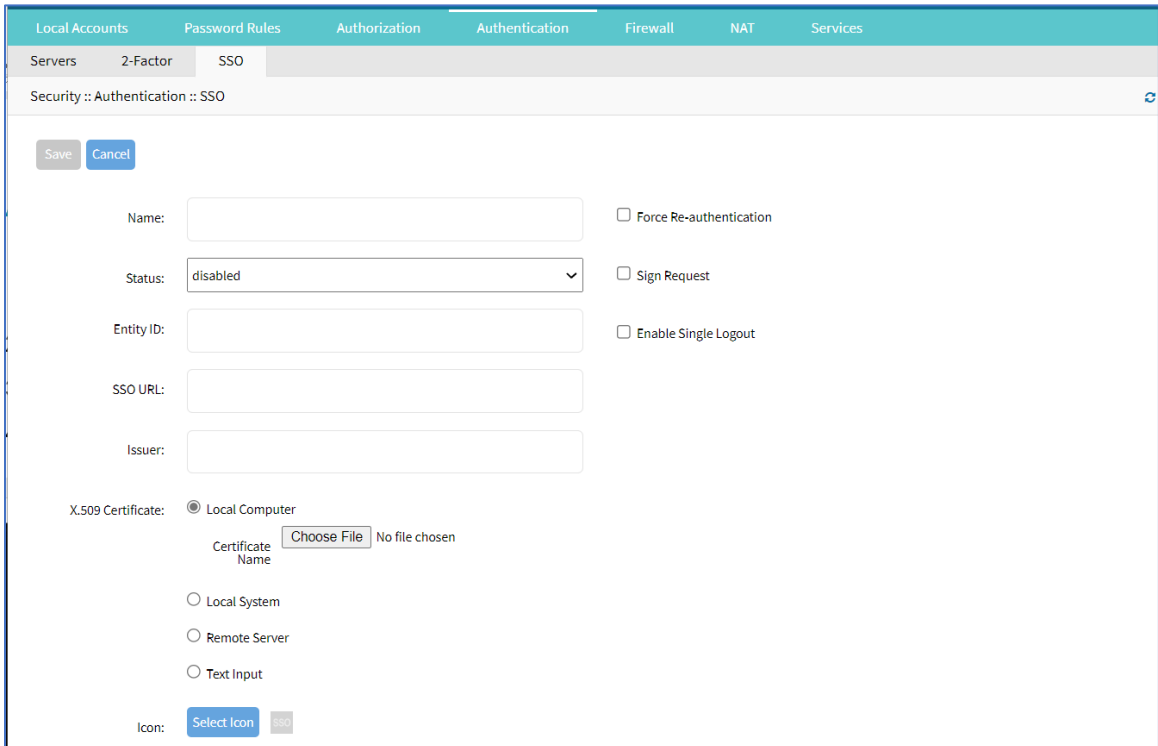 Local Accounts Password Rules Authorization Authentication Firewall NAT Services
Servers 2-Factor SSO
Security :: Authentication :: SSO
Save Cancel
Name: Force Re-authentication
Status: disabled Sign Request
Entity ID: Enable Single Logout
SSO URL:
Issuer:
X.509 Certificate: Local Computer
Certificate Name Choose File No file chosen
Local System
Remote Server
Text Input
Icon: Select Icon SSO